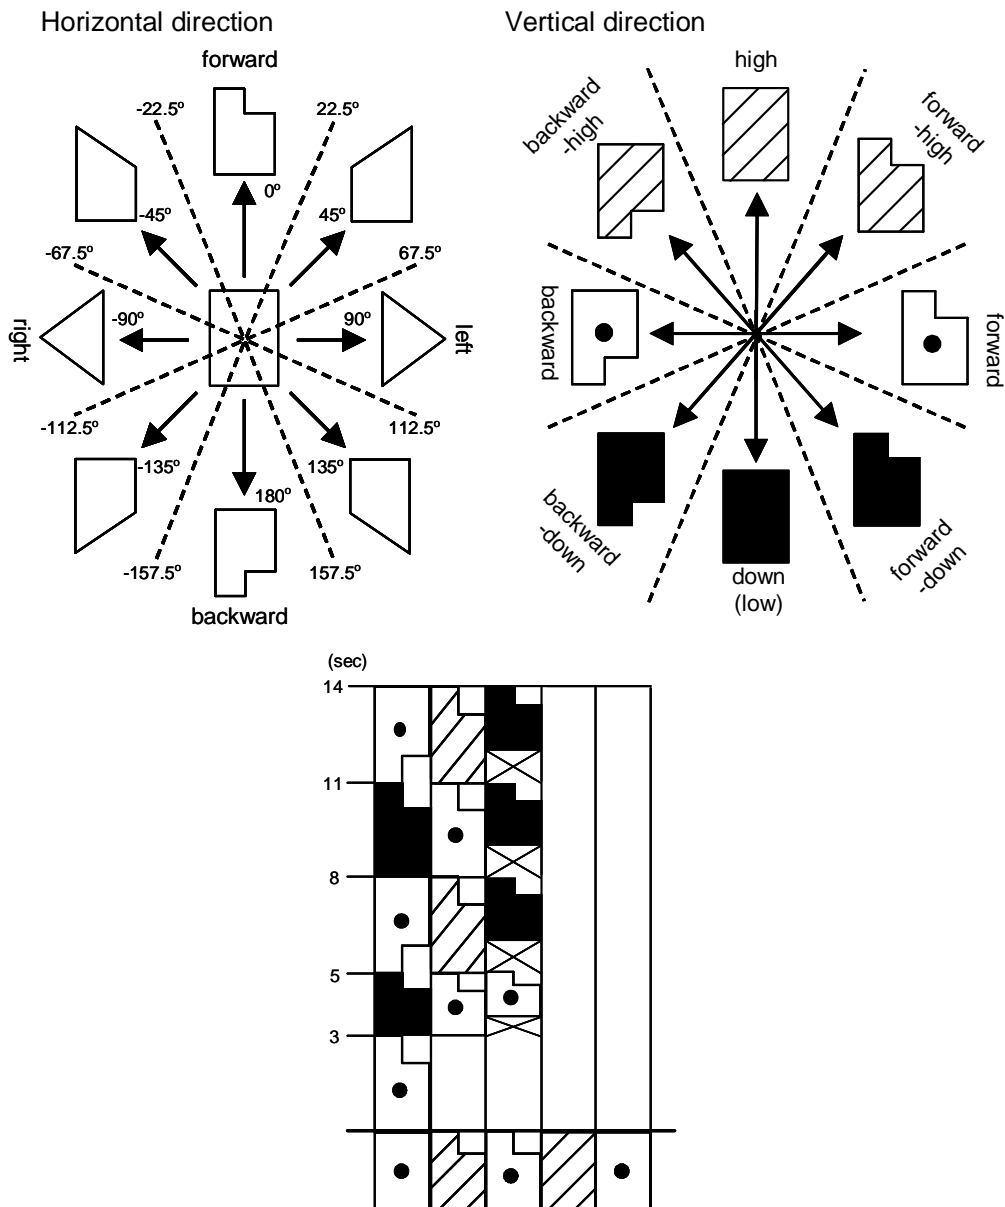 Horizontal direction
forward
-22.5º
22.5º
0º
-45º
45º
-67.5º
67.5º
right
-90º
90º
left
-112.5º
112.5º
-135º
135º
180º
-157.5º
157.5º
backward
Vertical direction
high
backward
-high
forward
-high
backward
forward
backward
-down
forward
-down
down
(low)
(sec)
14
11
8
5
3